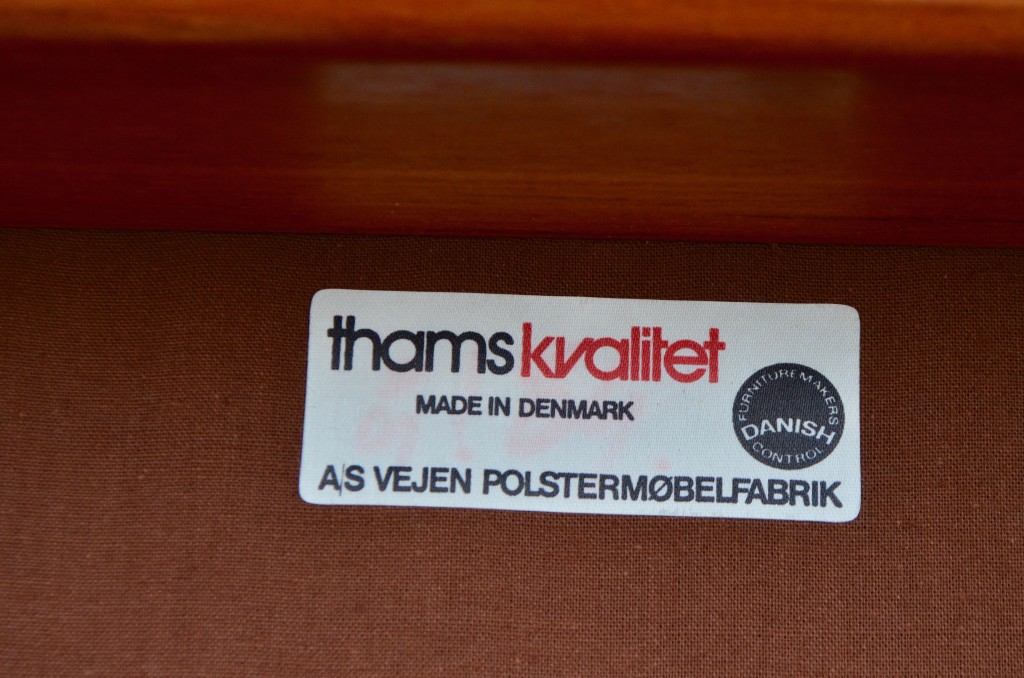 thams kvalitet
MADE IN DENMARK
FURNITUREMAKERS
DANISH
CONTROL
A/S VEJEN POLSTERMØBELFABRIK